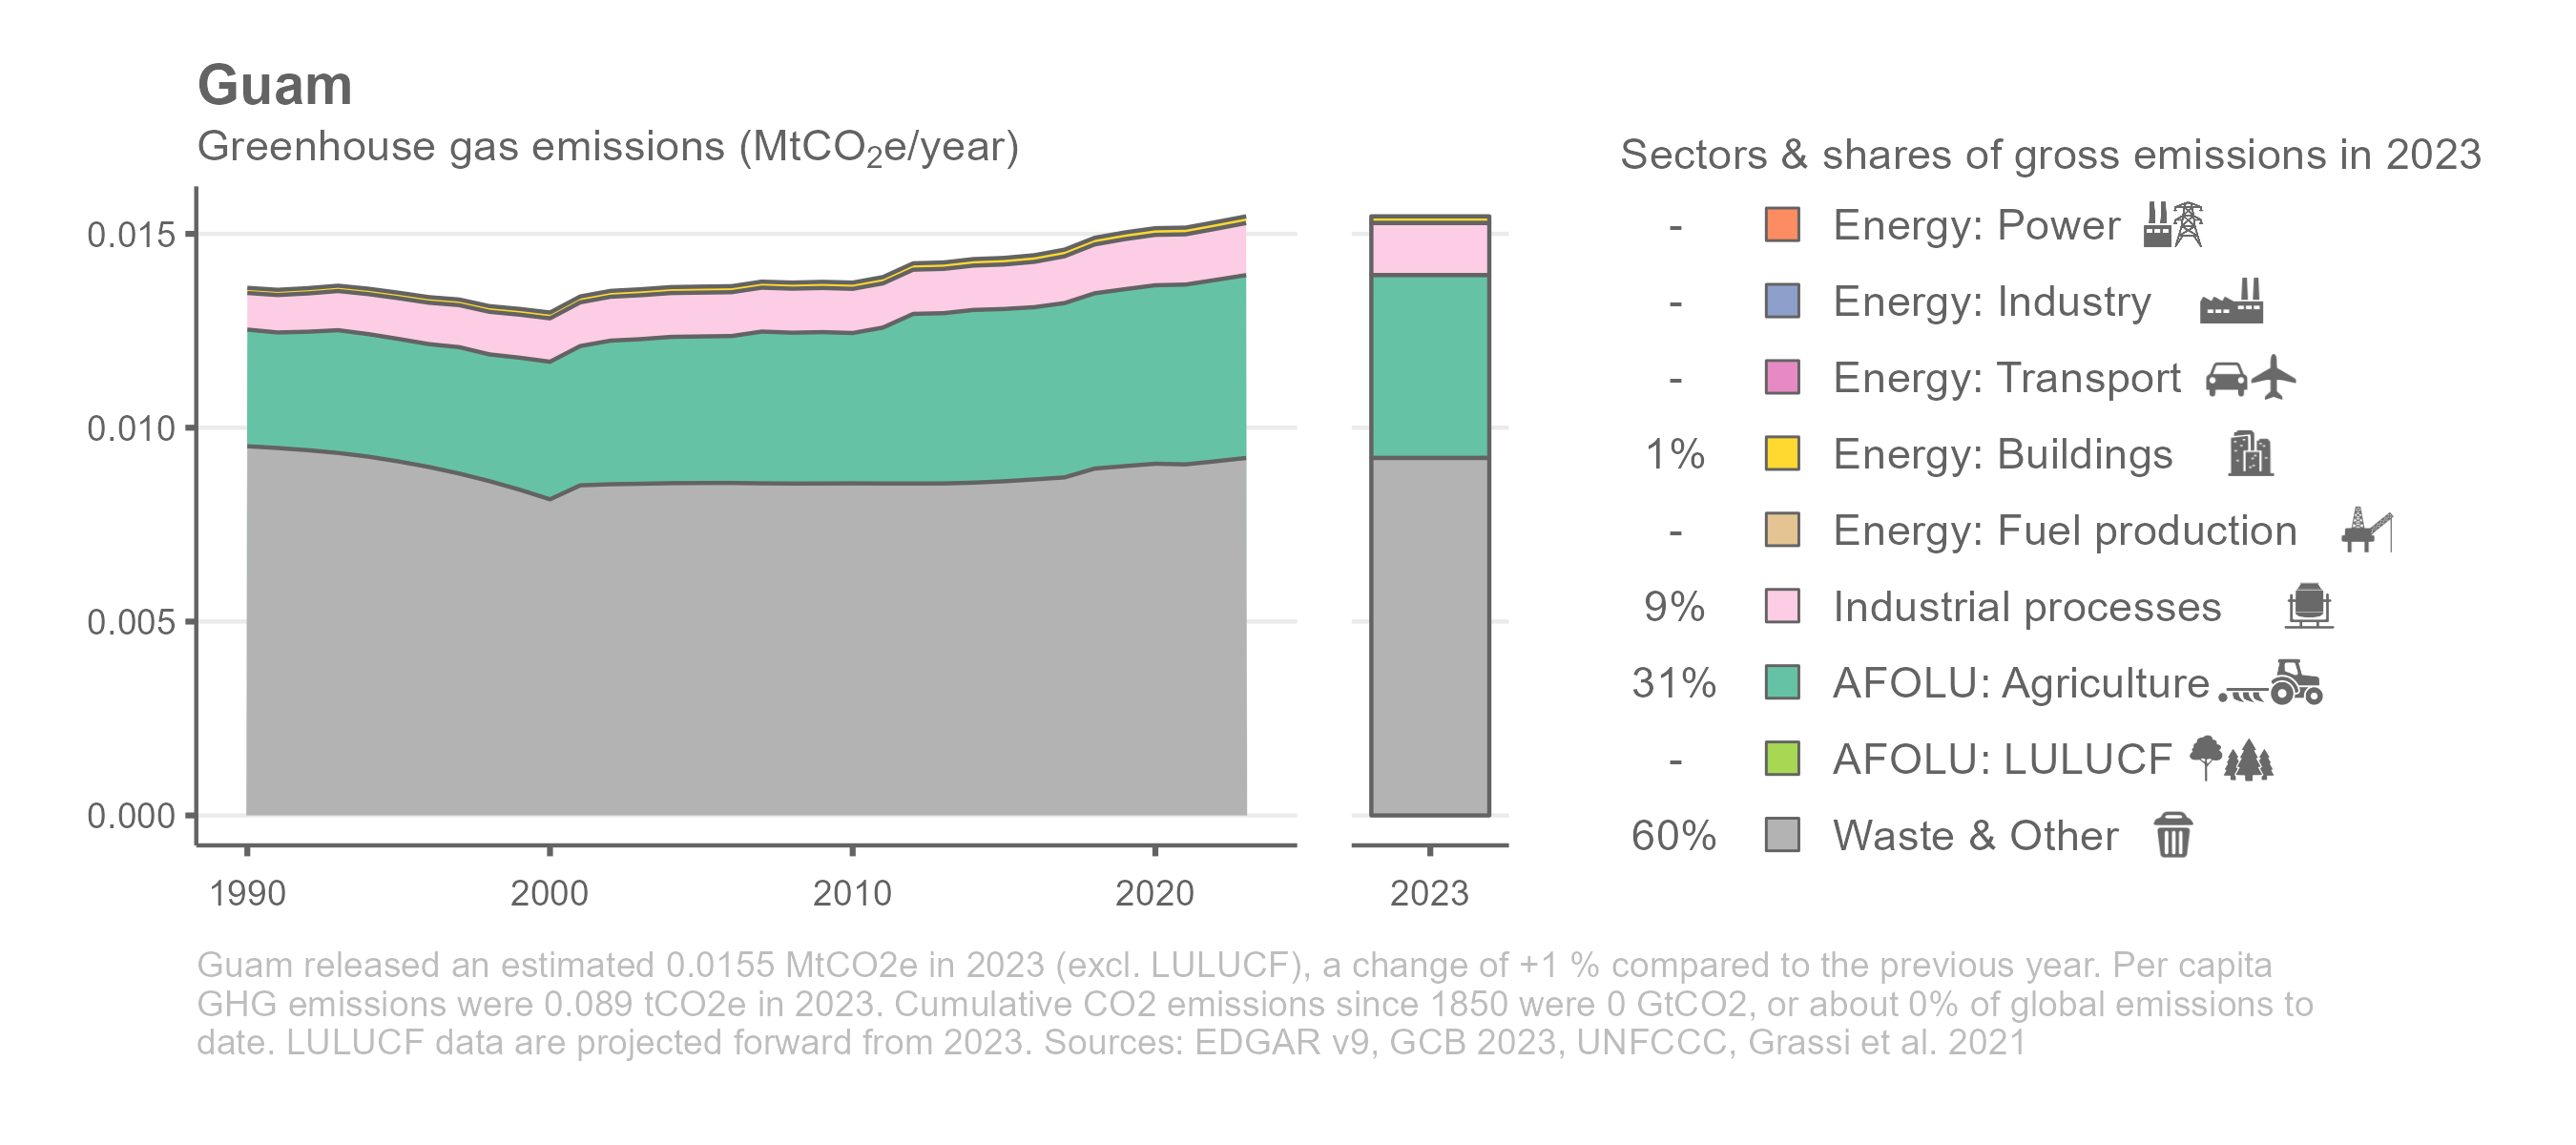 Guam
Greenhouse gas emissions (MtCO₂e/year)
0.015
0.010
0.005
0.000
1990 2000 2010 2020 2023
Sectors & shares of gross emissions in 2023
- Energy: Power
- Energy: Industry
- Energy: Transport
1% Energy: Buildings
- Energy: Fuel production
9% Industrial processes
31% AFOLU: Agriculture
- AFOLU: LULUCF
60% Waste & Other
Guam released an estimated 0.0155 MtCO2e in 2023 (excl. LULUCF), a change of +1 % compared to the previous year. Per capita
GHG emissions were 0.089 tCO2e in 2023. Cumulative CO2 emissions since 1850 were 0 GtCO2, or about 0% of global emissions to
date. LULUCF data are projected forward from 2023. Sources: EDGAR v9, GCB 2023, UNFCCC, Grassi et al. 2021